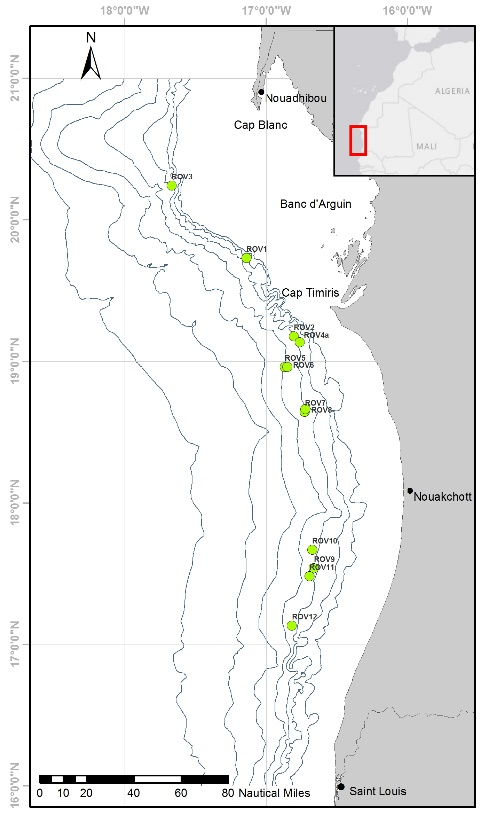 18°0'0"W 17°0'0"W 16°0'0"W
N
21°0'0"N
Nouadhibou
ALGERIA
Cap Blanc
MALI
ROV3
Banc d'Arguin
20°0'0"N
ROV1
Cap Timiris
ROV2
ROV4a
19°0'0"N
ROV5
ROV6
ROV7
ROV8
Nouakchott
18°0'0"N
ROV10
ROV9
ROV11
ROV12
17°0'0"N
16°0'0"N
0 10 20 40 60 80 Nautical Miles
Saint Louis